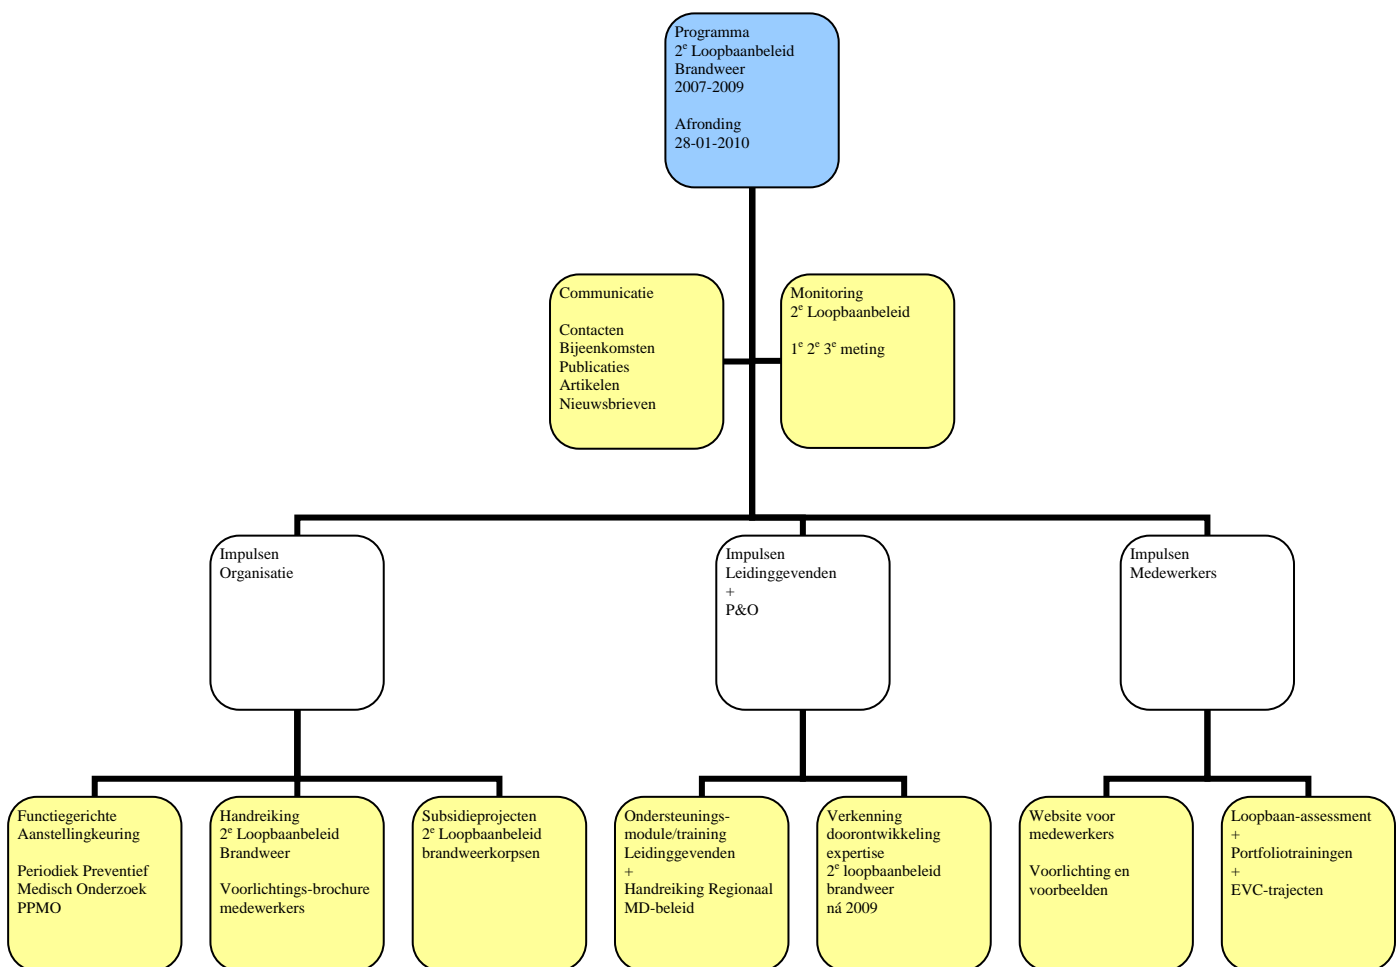 Programma
2e Loopbaanbeleid
Brandweer
2007-2009
Afronding
28-01-2010
Communicatie
Contacten
Bijeenkomsten
Publicaties
Artikelen
Nieuwsbrieven
Monitoring
2e Loopbaanbeleid
1e 2e 3e meting
Impulsen
Organisatie
Impulsen
Leidinggevenden
+
P&O
Impulsen
Medewerkers
Functiegerichte
Aanstellingkeuring
Periodiek Preventief
Medisch Onderzoek
PPMO
Handreiking
2e Loopbaanbeleid
Brandweer
Voorlichtings-brochure
medewerkers
Subsidieprojecten
2e Loopbaanbeleid
brandweerkorpsen
Ondersteunings-
module/training
Leidinggevenden
+
Handreiking Regionaal
MD-beleid
Verkenning
doorontwikkeling
expertise
2e loopbaanbeleid
brandweer
ná 2009
Website voor
medewerkers
Voorlichting en
voorbeelden
Loopbaan-assessment
+
Portfoliotrainingen
+
EVC-trajecten